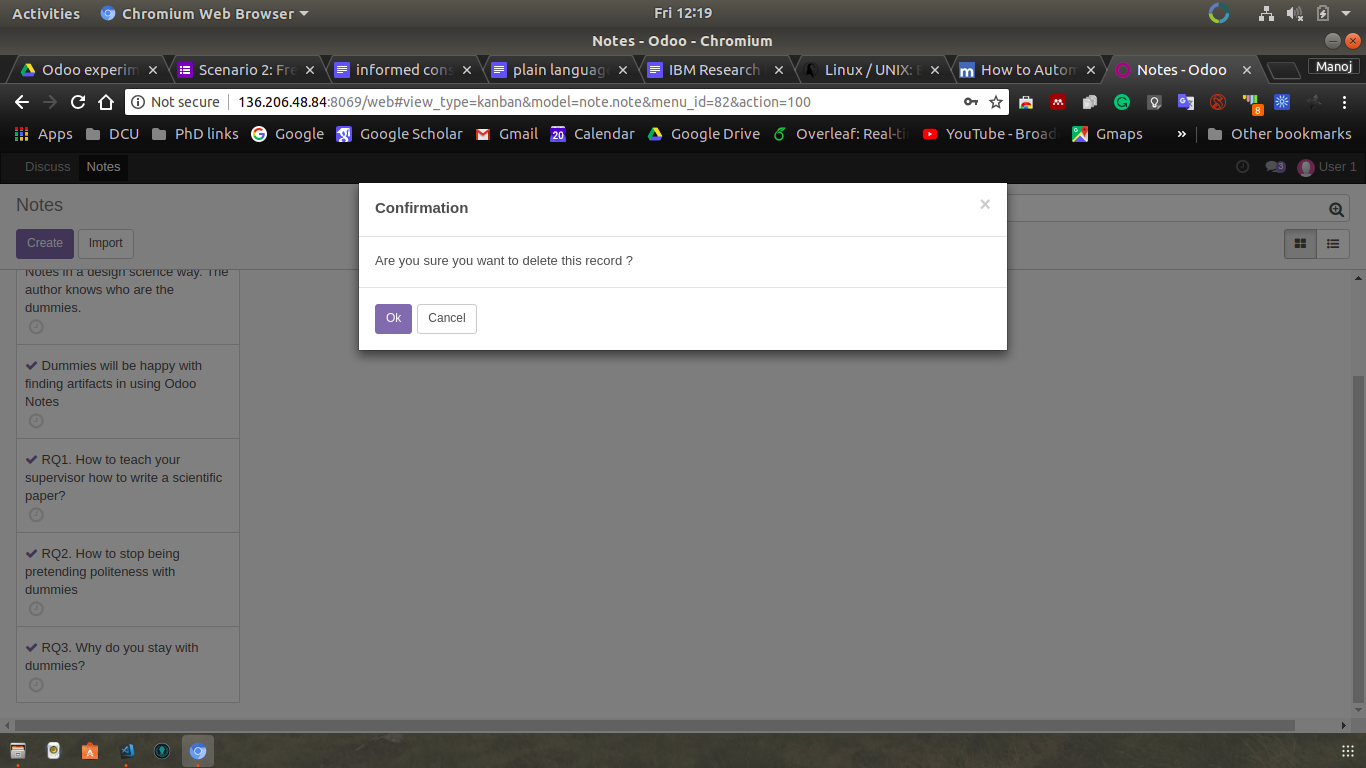 Activities Chromium Web Browser Fri 12:19
Notes - Odoo - Chromium
Odoo experim Scenario 2: Fre informed cons plain language IBM Research Linux / UNIX: E How to Autom Notes - Odoo Manoj
Not secure 136.206.48.84:8069/web#view_type=kanban&model=note.note&menu_id=82&action=100 8
Apps DCU PhD links Google Google Scholar Gmail 20 Calendar Google Drive Overleaf: Real-ti YouTube - Broad Gmaps » Other bookmarks
Discuss Notes 3 User 1
Notes
Create Import
Confirmation ×
Are you sure you want to delete this record ?
Ok Cancel
Notes in a design science way. The
author knows who are the
dummies.
Dummies will be happy with
finding artifacts in using Odoo
Notes
RQ1. How to teach your
supervisor how to write a scientific
paper?
RQ2. How to stop being
pretending politeness with
dummies
RQ3. Why do you stay with
dummies?